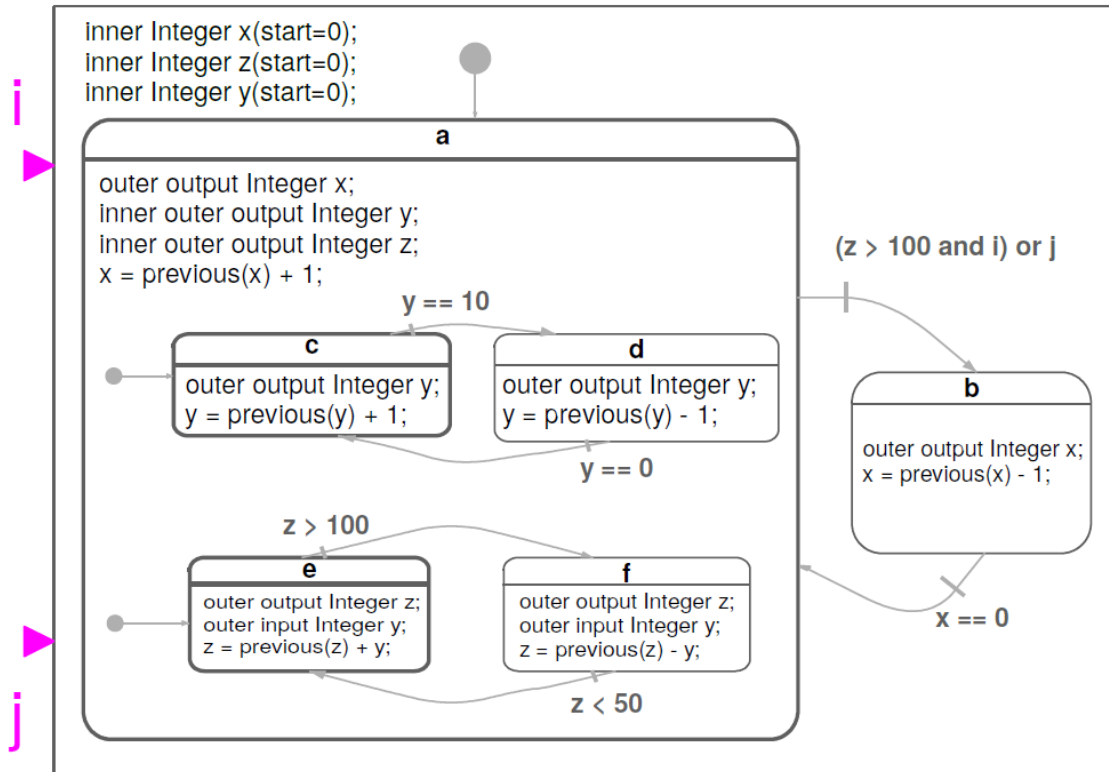 inner Integer x(start=0);
inner Integer z(start=0);
inner Integer y(start=0);
i
a
outer output Integer x;
inner outer output Integer y;
inner outer output Integer z;
x = previous(x) + 1;
(z > 100 and i) or j
y == 10
c
outer output Integer y;
y = previous(y) + 1;
d
outer output Integer y;
y = previous(y) - 1;
y == 0
b
outer output Integer x;
x = previous(x) - 1;
z > 100
e
outer output Integer z;
outer input Integer y;
z = previous(z) + y;
f
outer output Integer z;
outer input Integer y;
z = previous(z) - y;
z < 50
x == 0
j